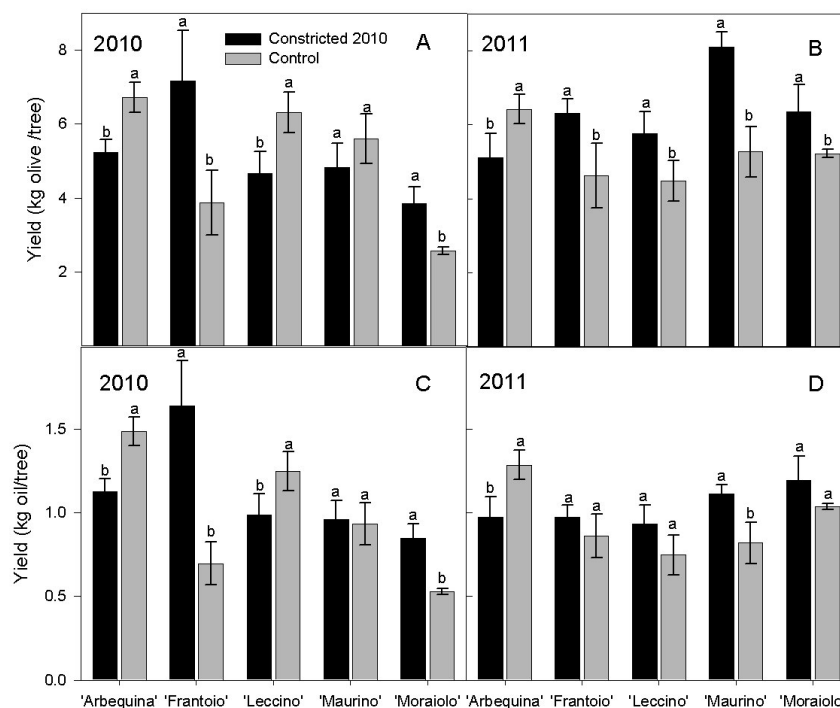 2010
Constricted 2010
Control
A
2011
B
Yield (kg olive /tree)
8
6
4
2
b a a b b a a a a b
b a a b a b a b a b
2010
C
2011
D
Yield (kg oil/tree)
1.5
1.0
0.5
0.0
b a a b b a a a a b
b a a a a a a b a a
'Arbequina' 'Frantoio' 'Leccino' 'Maurino' 'Moraiolo' 'Arbequina' 'Frantoio' 'Leccino' 'Maurino' 'Moraiolo'